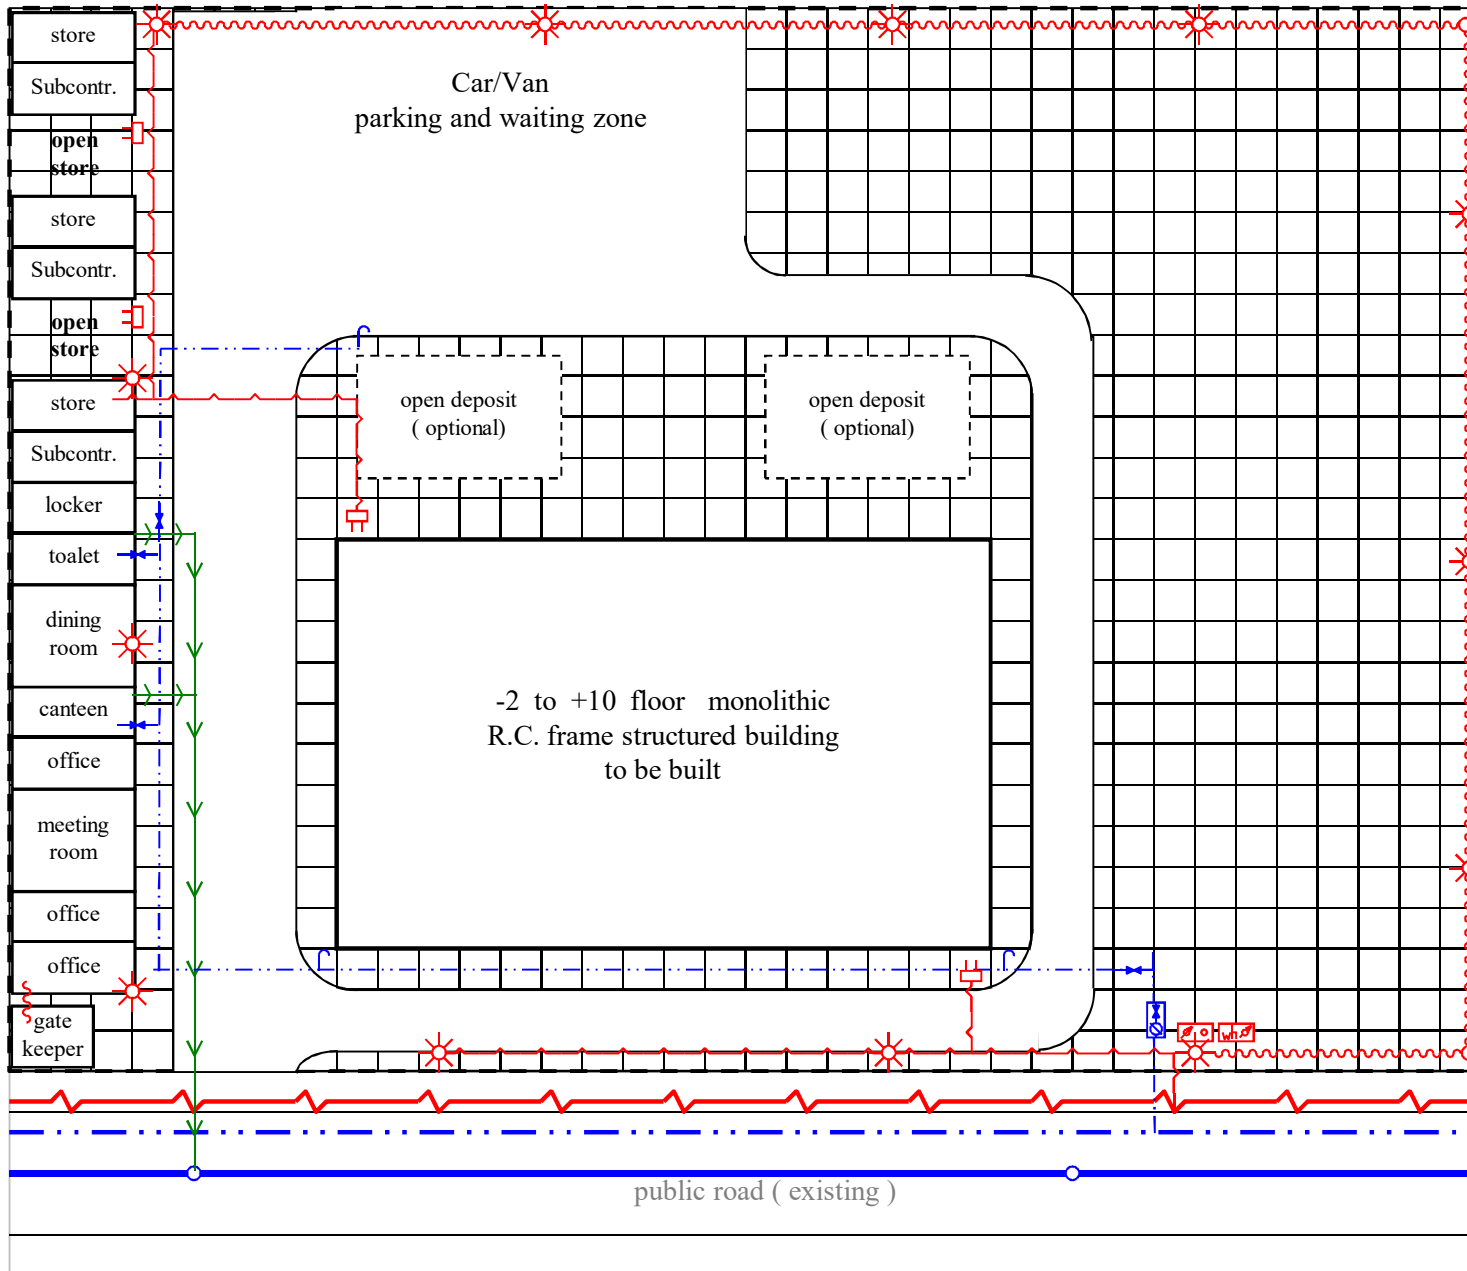 store
Subcontr.
open
store
store
Subcontr.
open
store
store
Subcontr.
locker
toalet
dining
room
canteen
office
meeting
room
office
office
gate
keeper
Car/Van
parking and waiting zone
open deposit
( optional)
open deposit
( optional)
-2 to +10 floor monolithic
R.C. frame structured building
to be built
wh
public road ( existing )